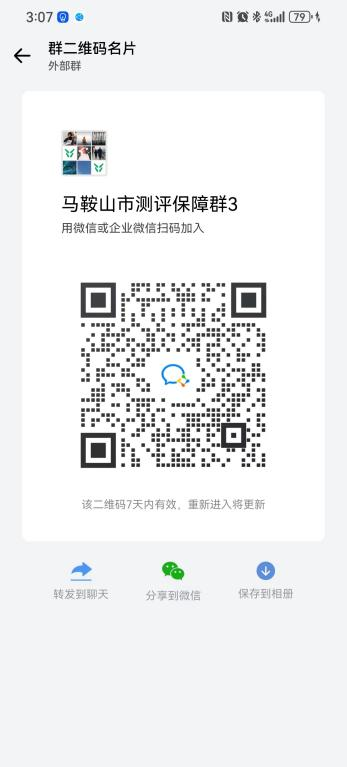 3:07
4G
79
群二维码名片
外部群
马鞍山市测评保障群3
用微信或企业微信扫码加入
该二维码7天内有效，重新进入将更新
转发到聊天
分享到微信
保存到相册